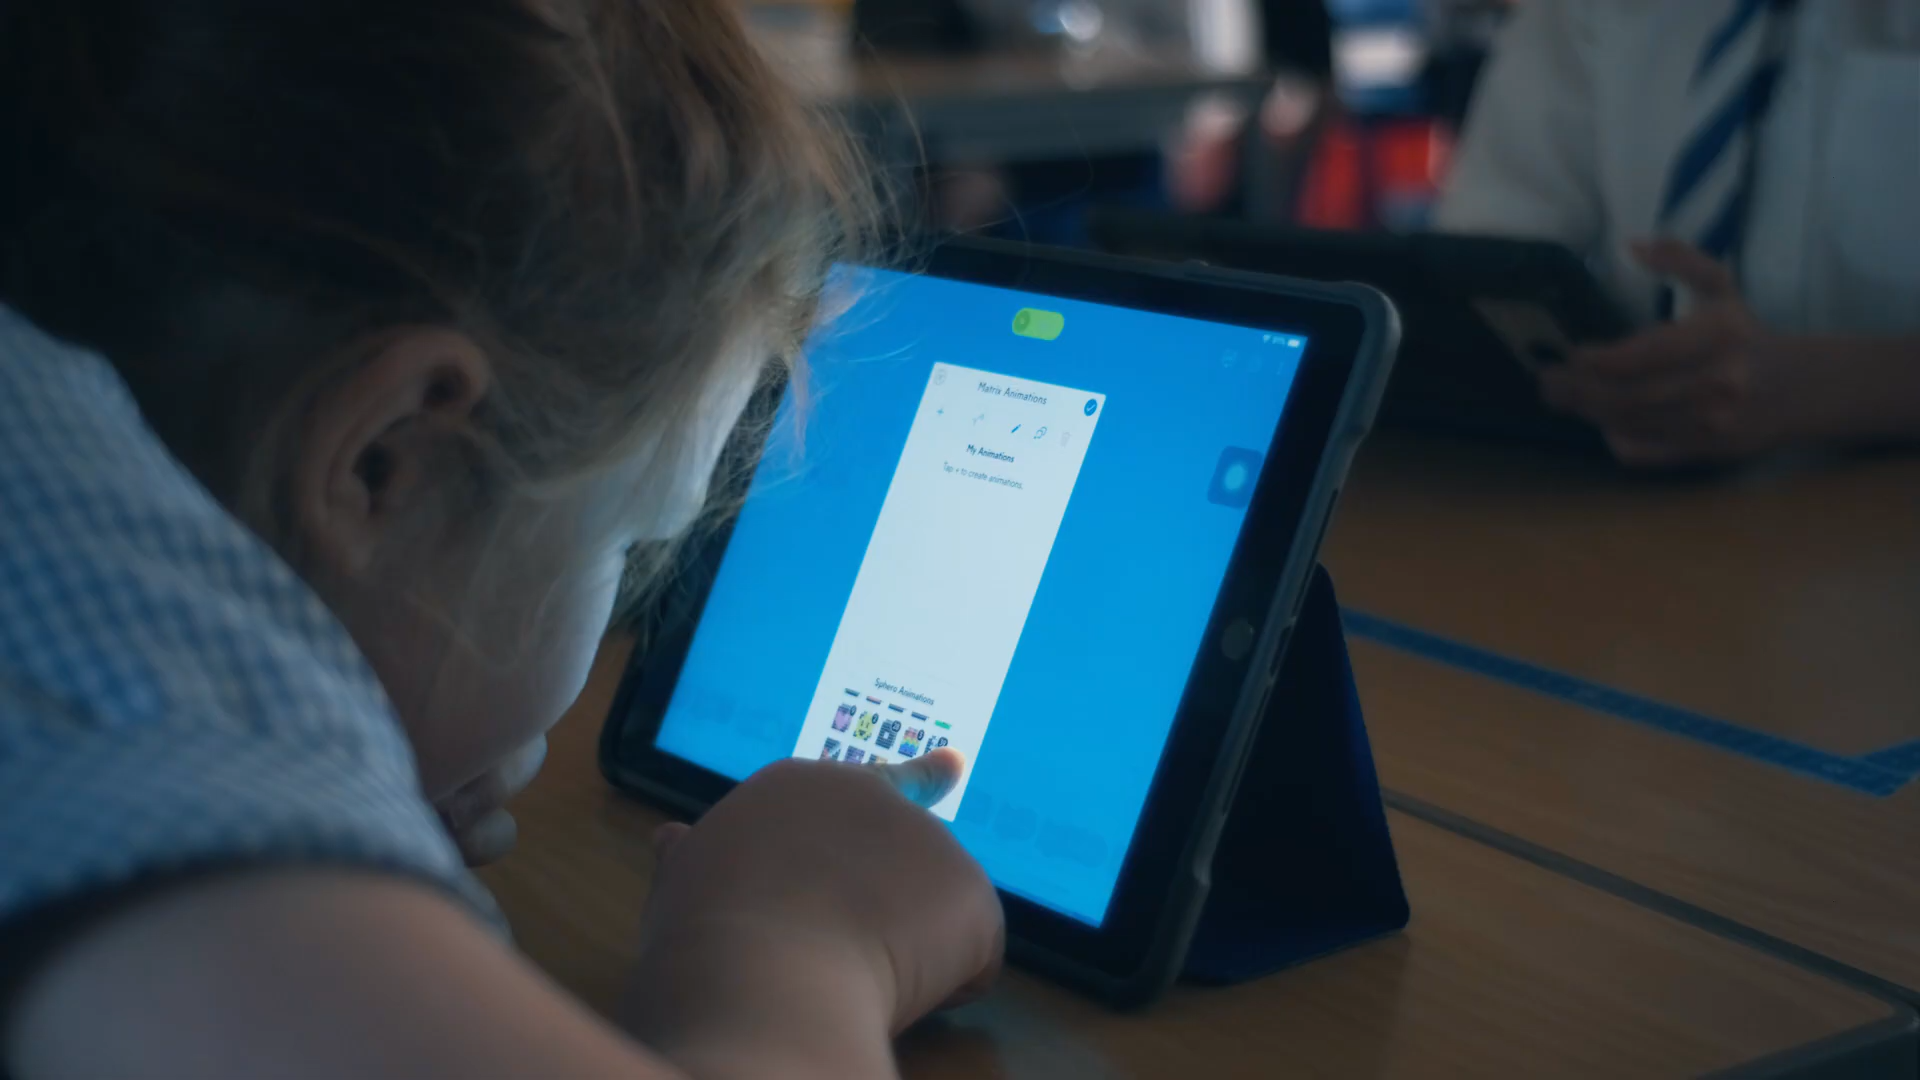 Matrix Animations
My Animations
Tap + to create animations.
Sphero Animations